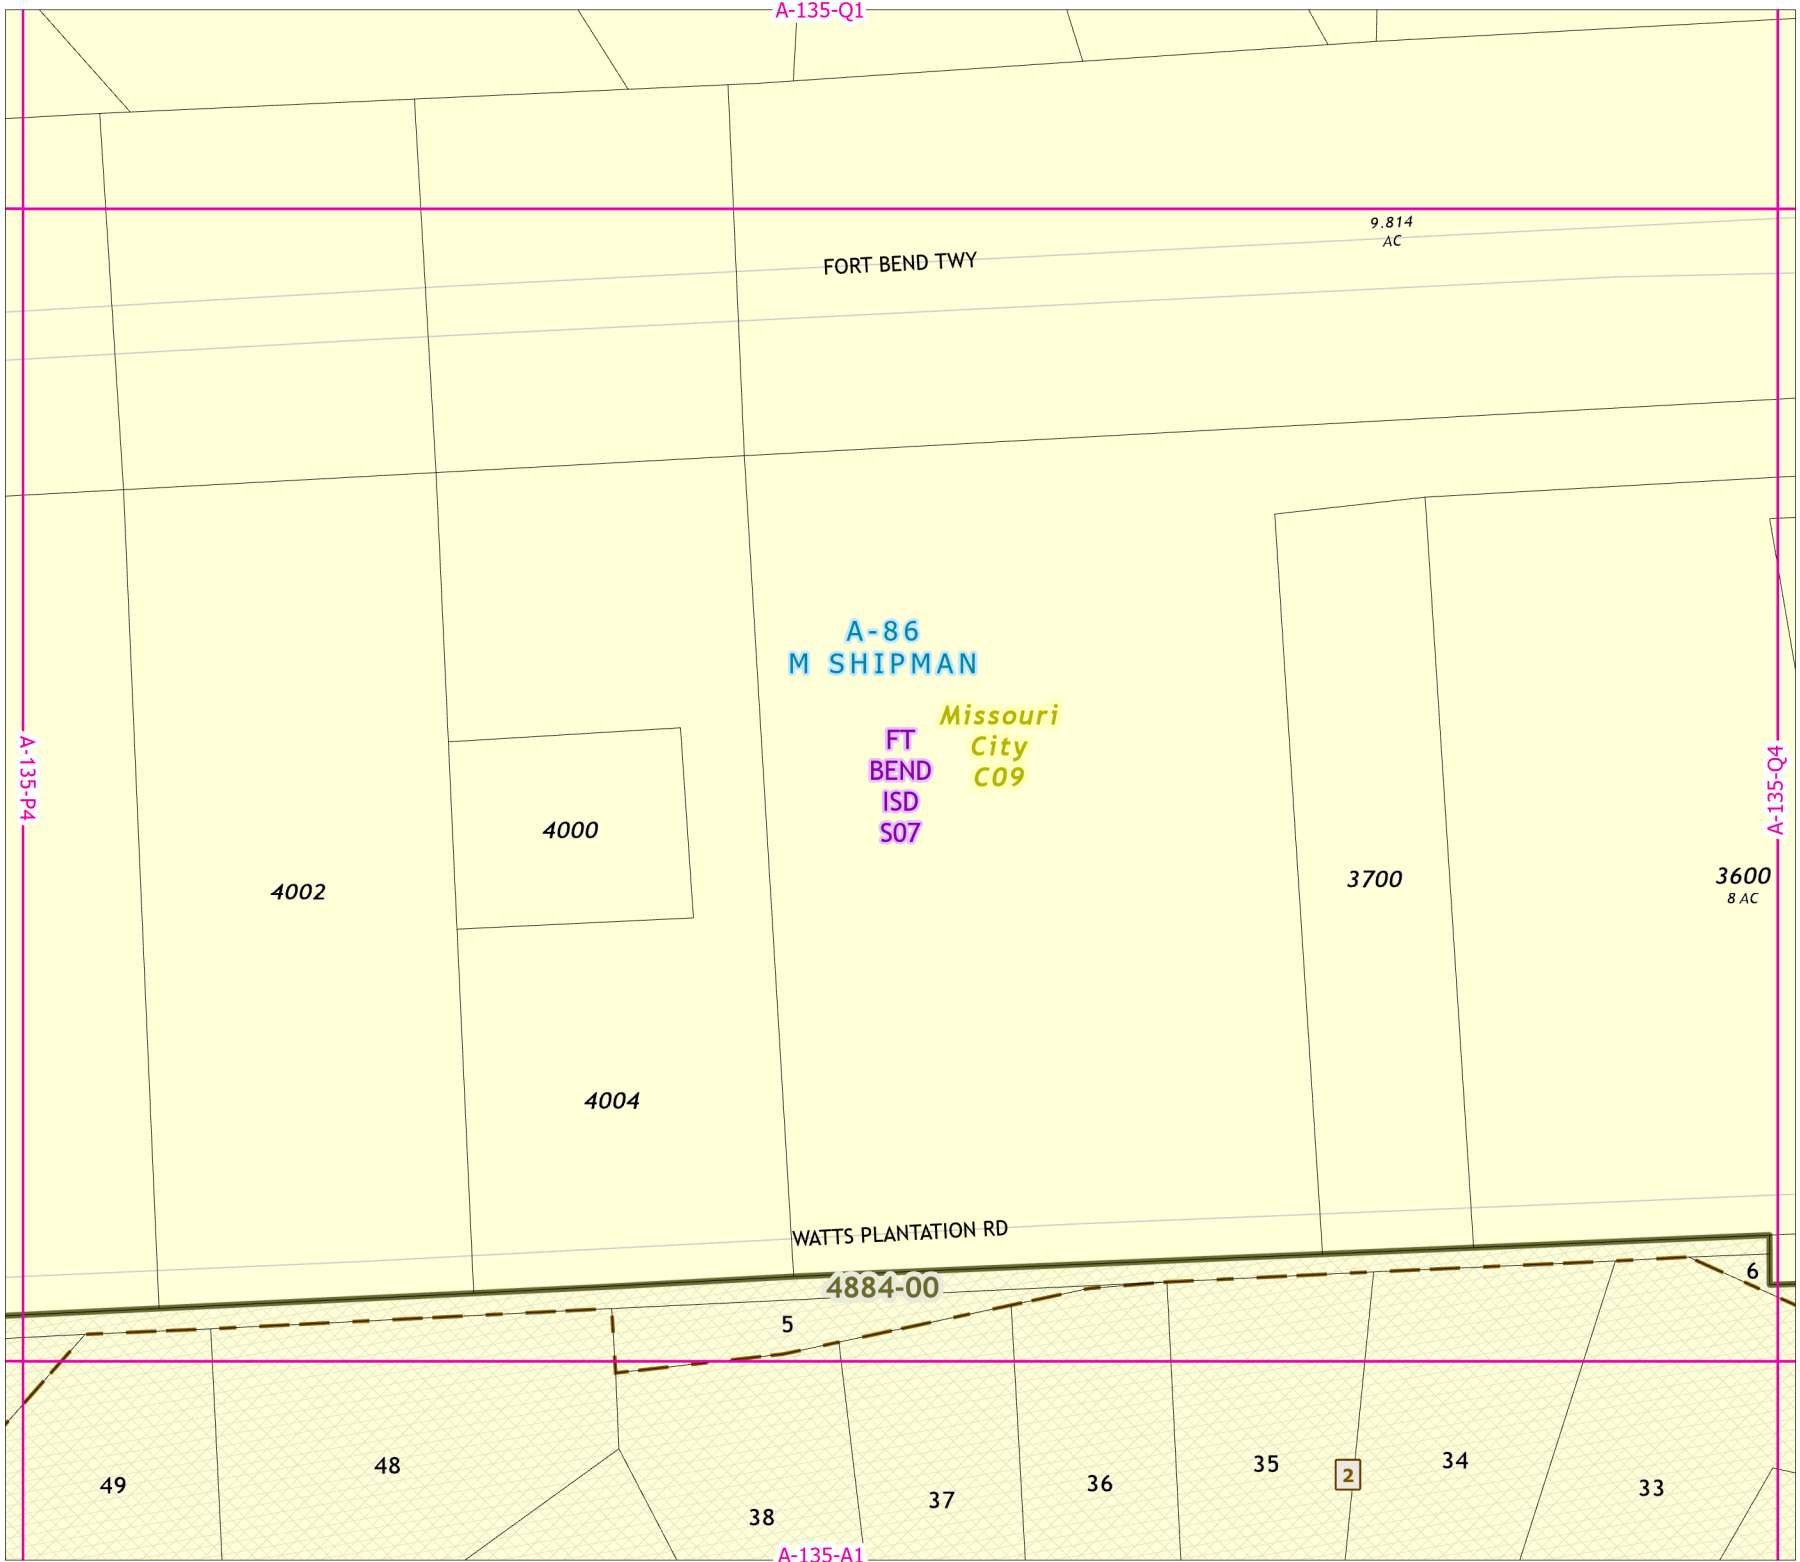 A-135-Q1
9.814
AC
FORT BEND TWY
A-86
M SHIPMAN
Missouri
City
C09
FT
BEND
ISD
S07
A-135-P4
A-135-Q4
4000
4002
3700
3600
8 AC
4004
WATTS PLANTATION RD
4884-00
6
5
49
48
38
37
36
35
2
34
33
A-135-A1